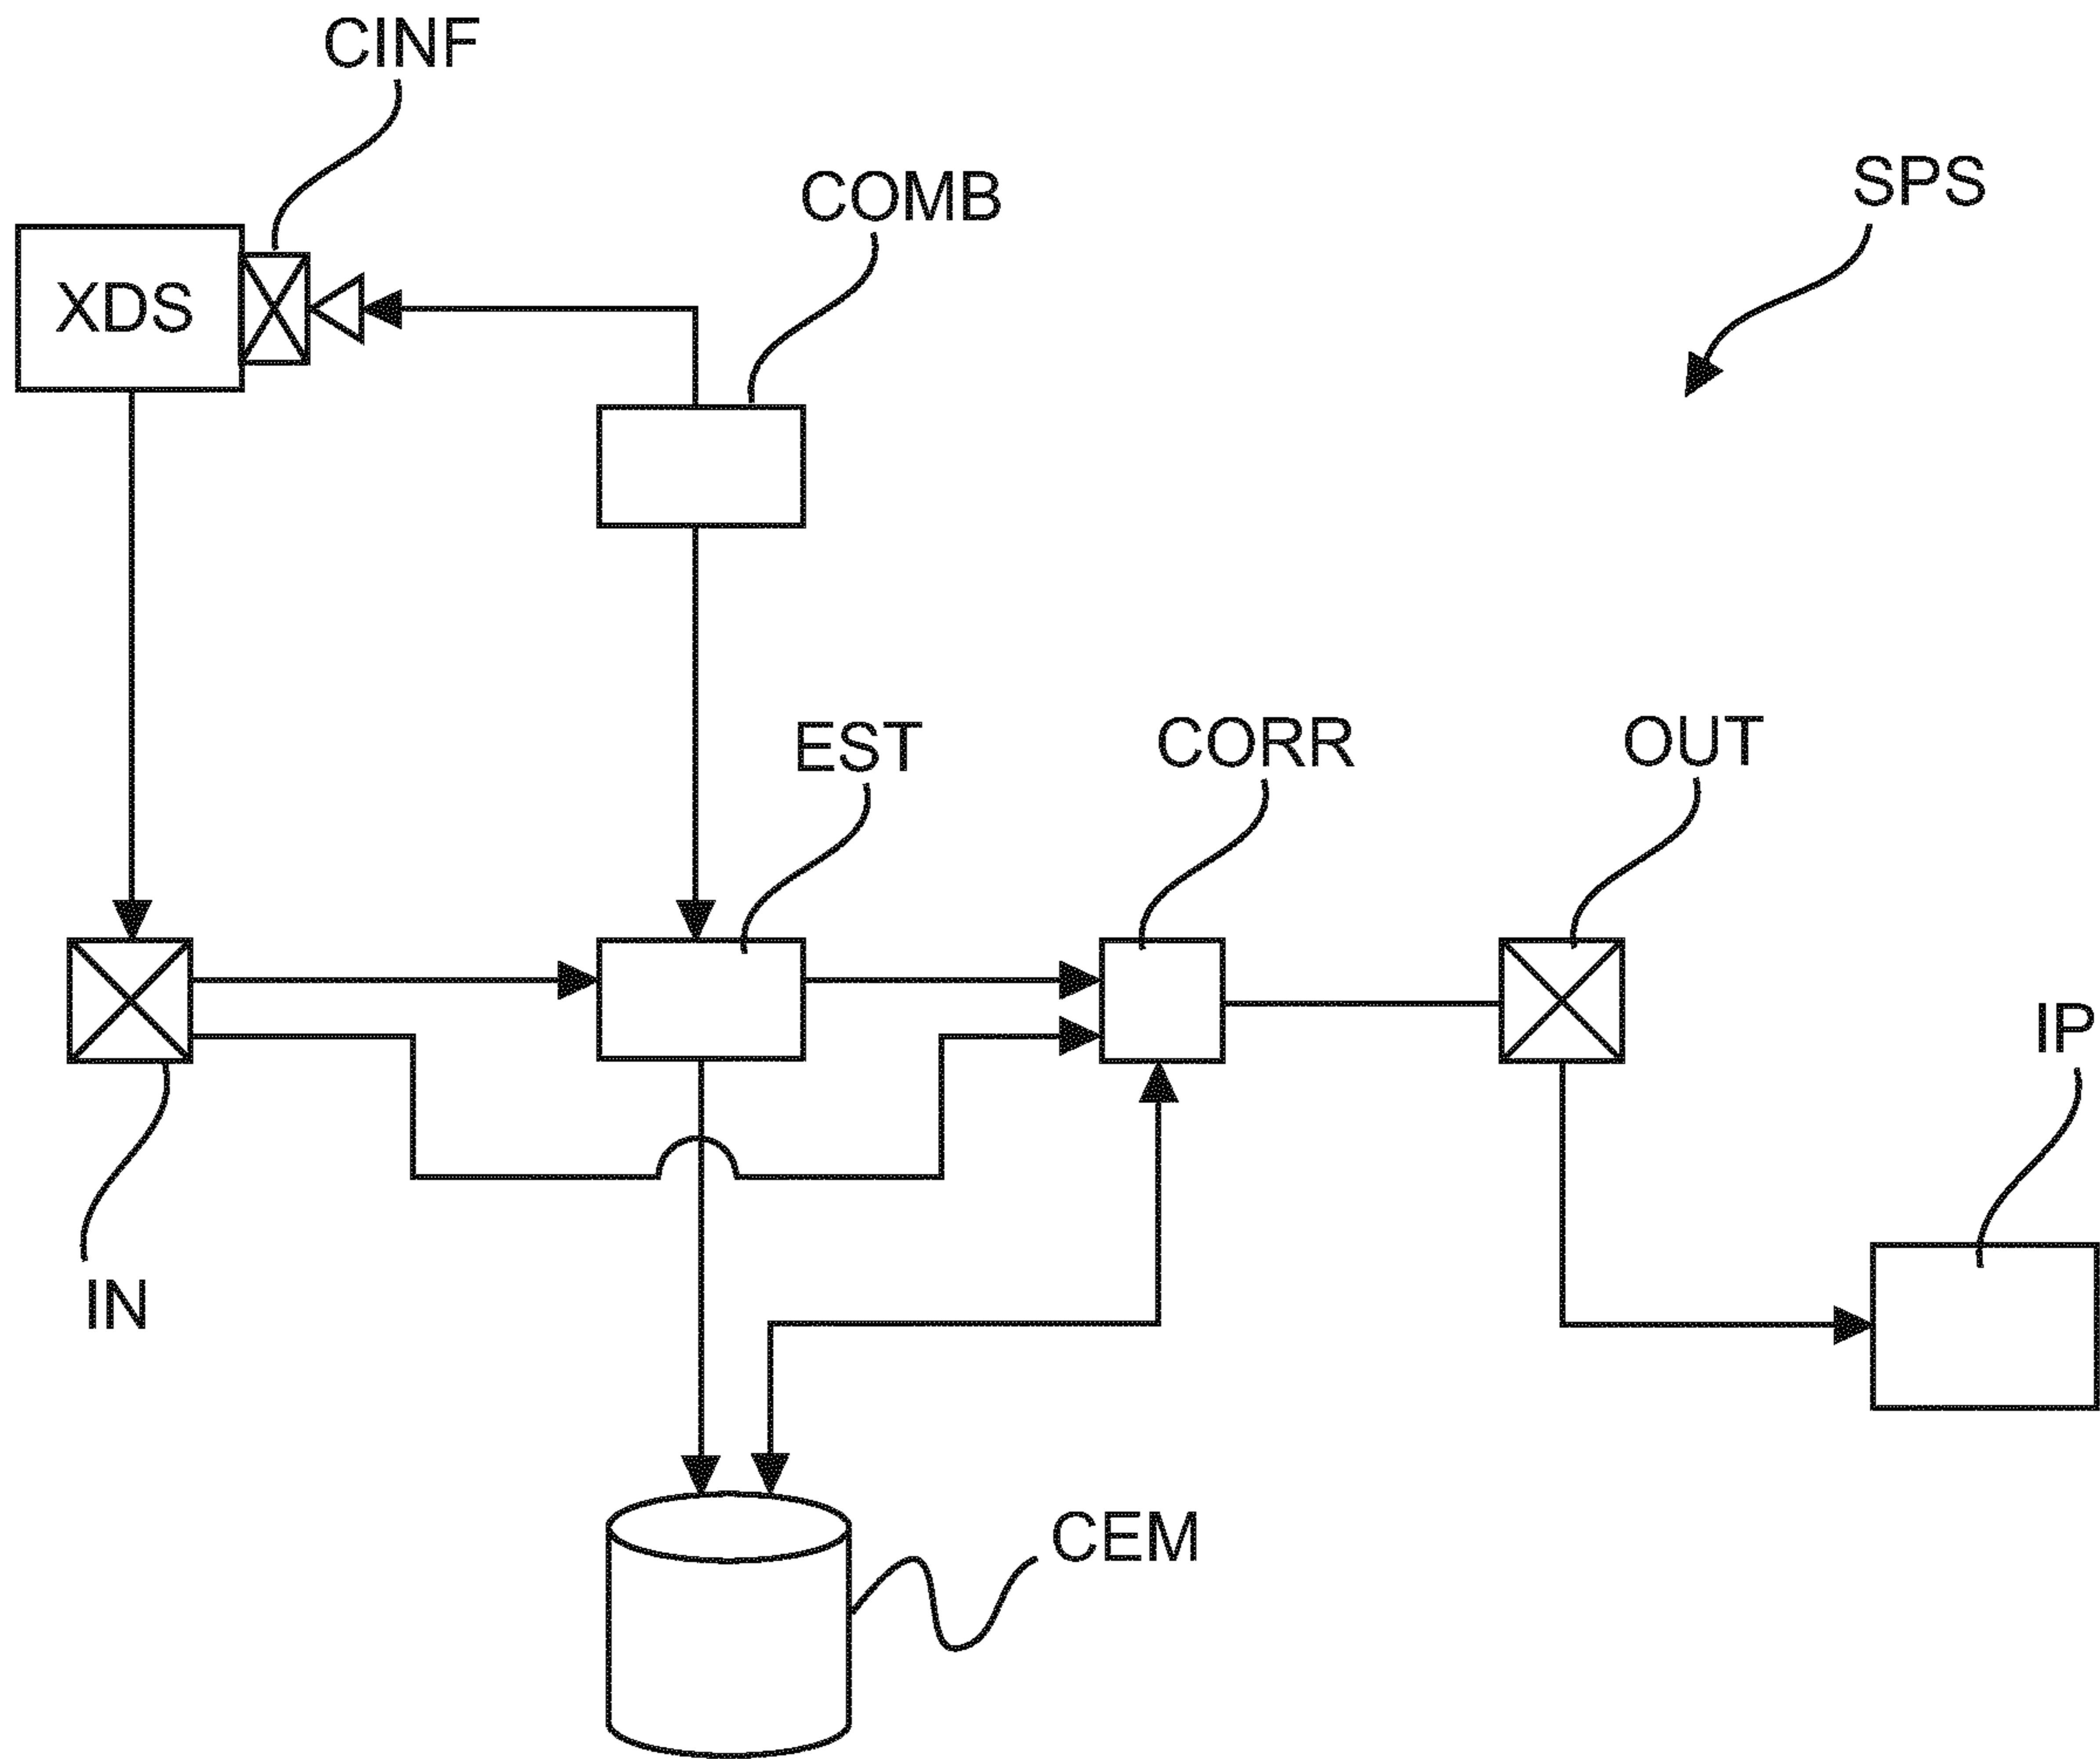 CINF
COMB
SPS
XDS
EST
CORR
OUT
IP
IN
CEM